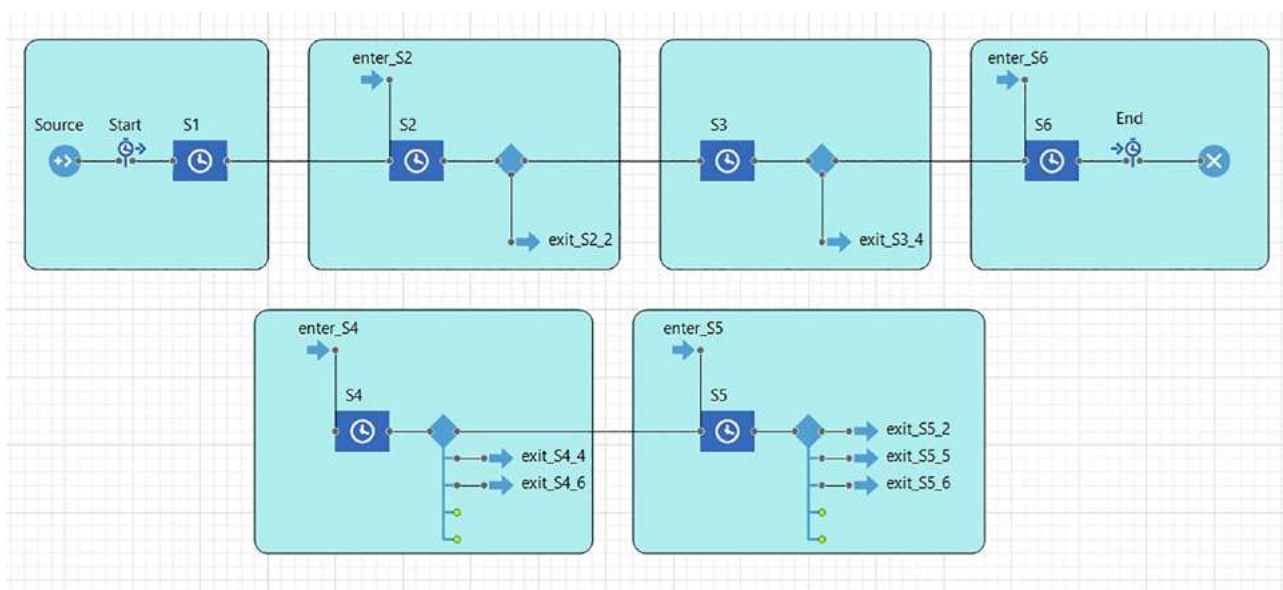 enter_S2
enter_S6
Source
Start
S1
S2
S3
S6
End
exit_S2_2
exit_S3_4
enter_S4
enter_S5
S4
S5
exit_S5_2
exit_S4_4
exit_S5_5
exit_S4_6
exit_S5_6